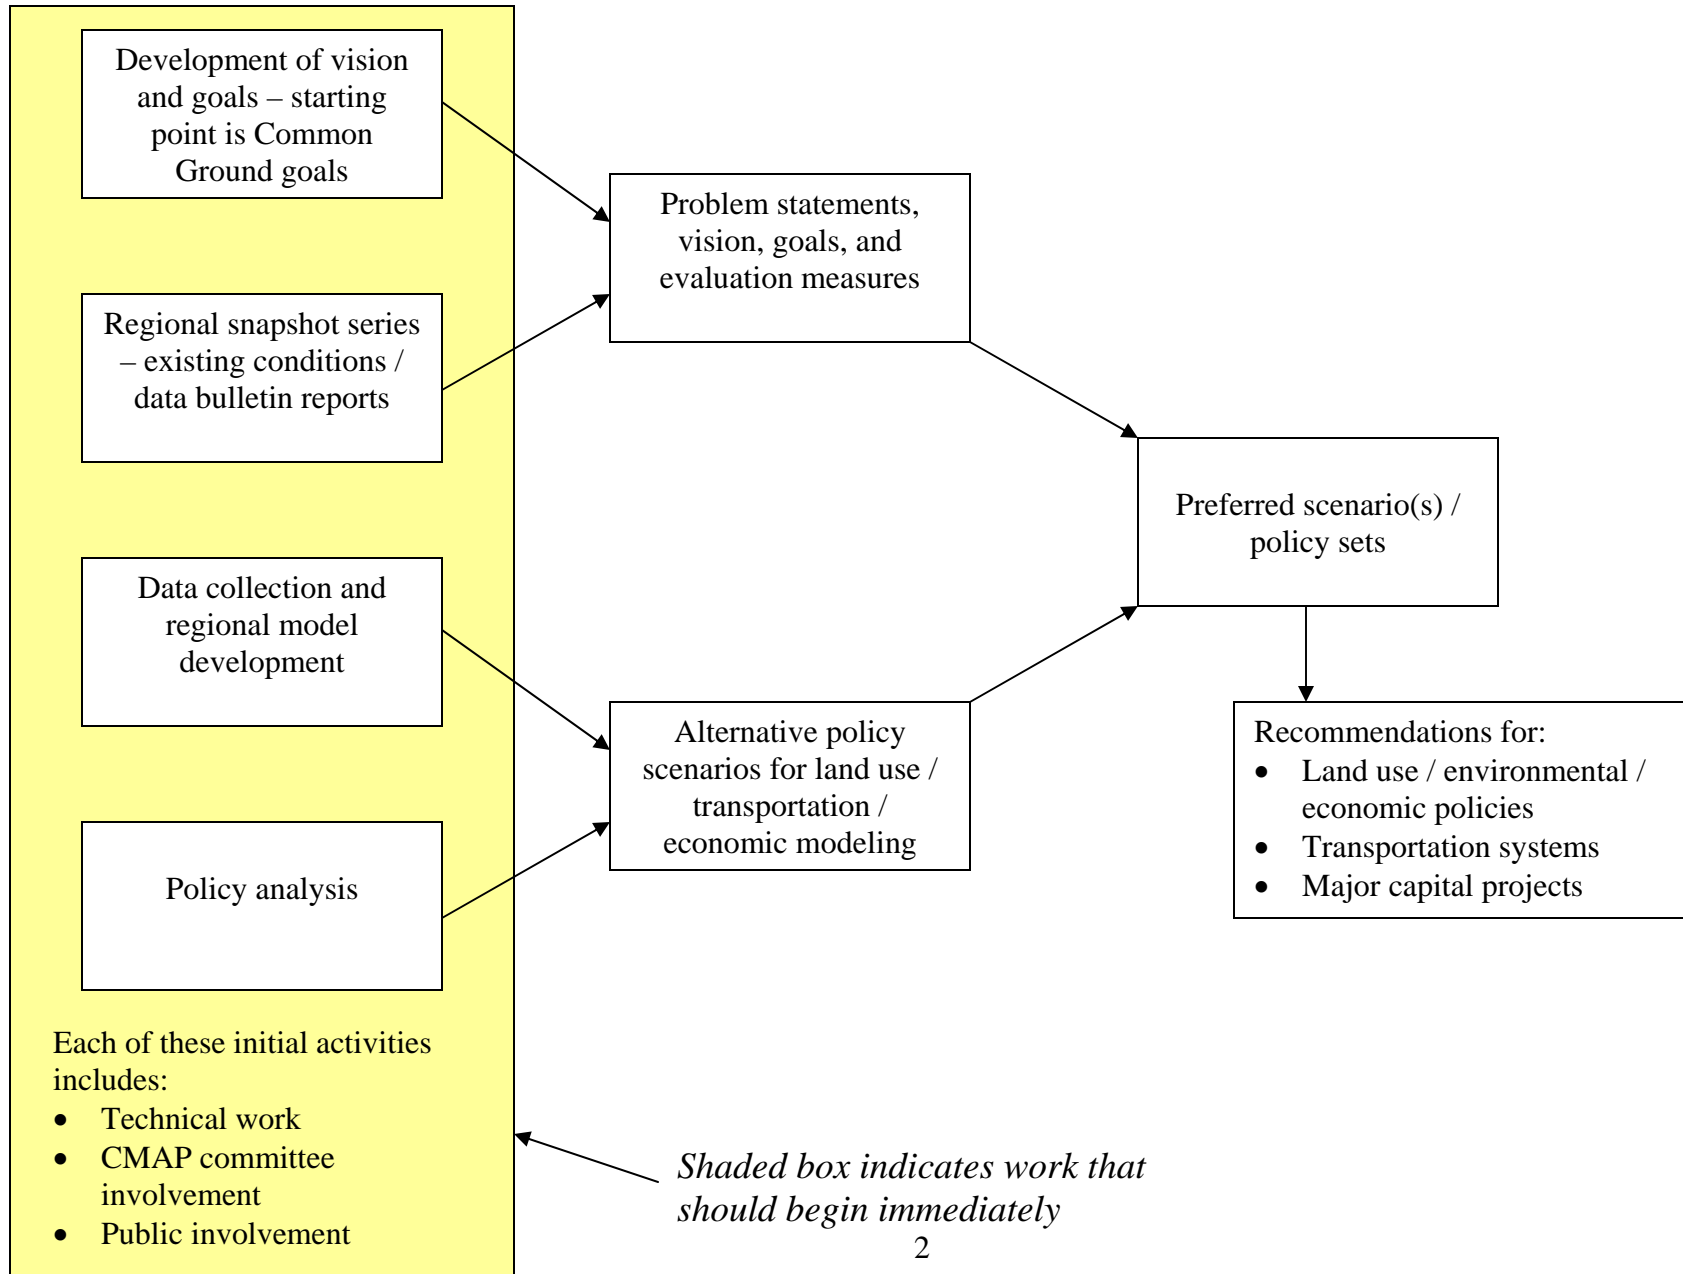 Development of vision
and goals – starting
point is Common
Ground goals
Regional snapshot series
– existing conditions /
data bulletin reports
Data collection and
regional model
development
Policy analysis
Each of these initial activities
includes:
• Technical work
• CMAP committee
involvement
• Public involvement
Problem statements,
vision, goals, and
evaluation measures
Alternative policy
scenarios for land use /
transportation /
economic modeling
Preferred scenario(s) /
policy sets
Recommendations for:
• Land use / environmental /
economic policies
• Transportation systems
• Major capital projects
Shaded box indicates work that
should begin immediately
2